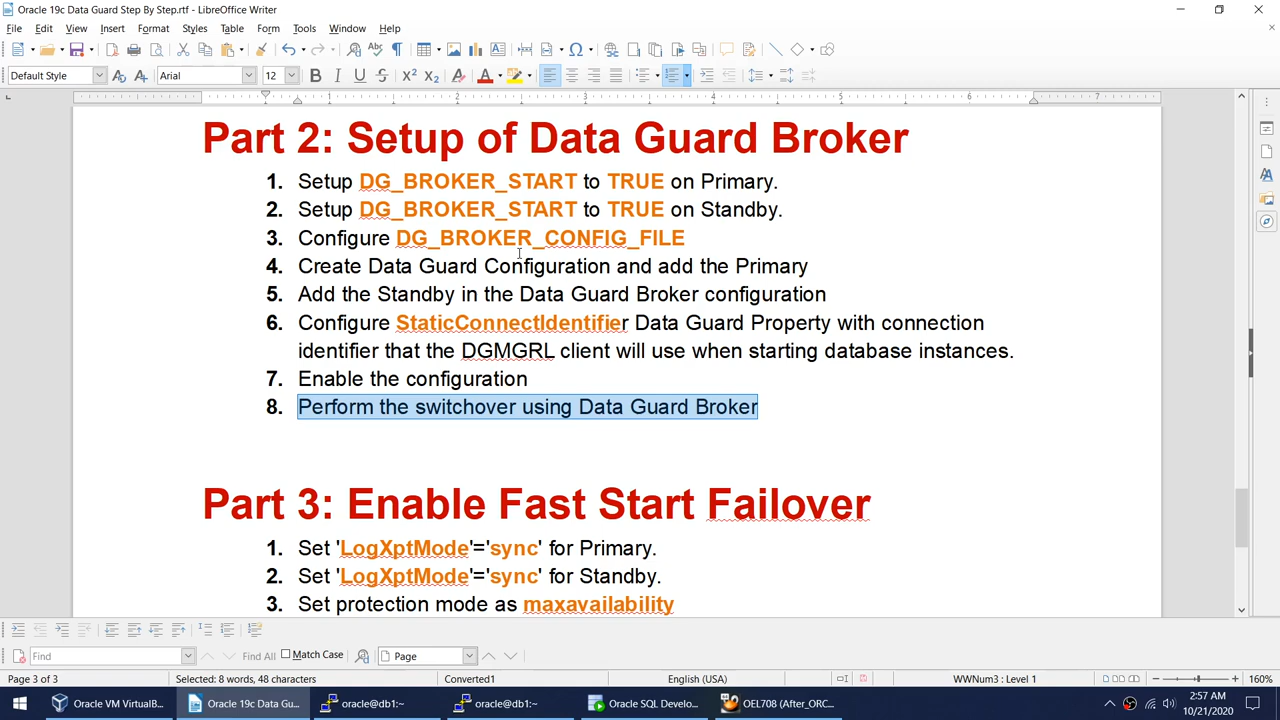 Oracle 19c Data Guard Step By Step.rtf - LibreOffice Writer
File Edit View Insert Format Styles Table Form Tools Window Help
Default Style Arial 12
1 2 3 4 5 6 7
Part 2: Setup of Data Guard Broker
1. Setup DG_BROKER_START to TRUE on Primary.
2. Setup DG_BROKER_START to TRUE on Standby.
3. Configure DG_BROKER_CONFIG_FILE
4. Create Data Guard Configuration and add the Primary
5. Add the Standby in the Data Guard Broker configuration
6. Configure StaticConnectIdentifier Data Guard Property with connection
identifier that the DGMGRL client will use when starting database instances.
7. Enable the configuration
8. Perform the switchover using Data Guard Broker
Part 3: Enable Fast Start Failover
1. Set 'LogXptMode'='sync' for Primary.
2. Set 'LogXptMode'='sync' for Standby.
3. Set protection mode as maxavailability
Find Find All Match Case Page
Page 3 of 3 Selected: 8 words, 48 characters Converted1 English (USA) WWNum3 : Level 1 160%
Oracle VM VirtualB... Oracle 19c Data Gu... oracle@db1:~ oracle@db1:~ Oracle SQL Develo... OEL708 (After_ORC... 2:57 AM
10/21/2020